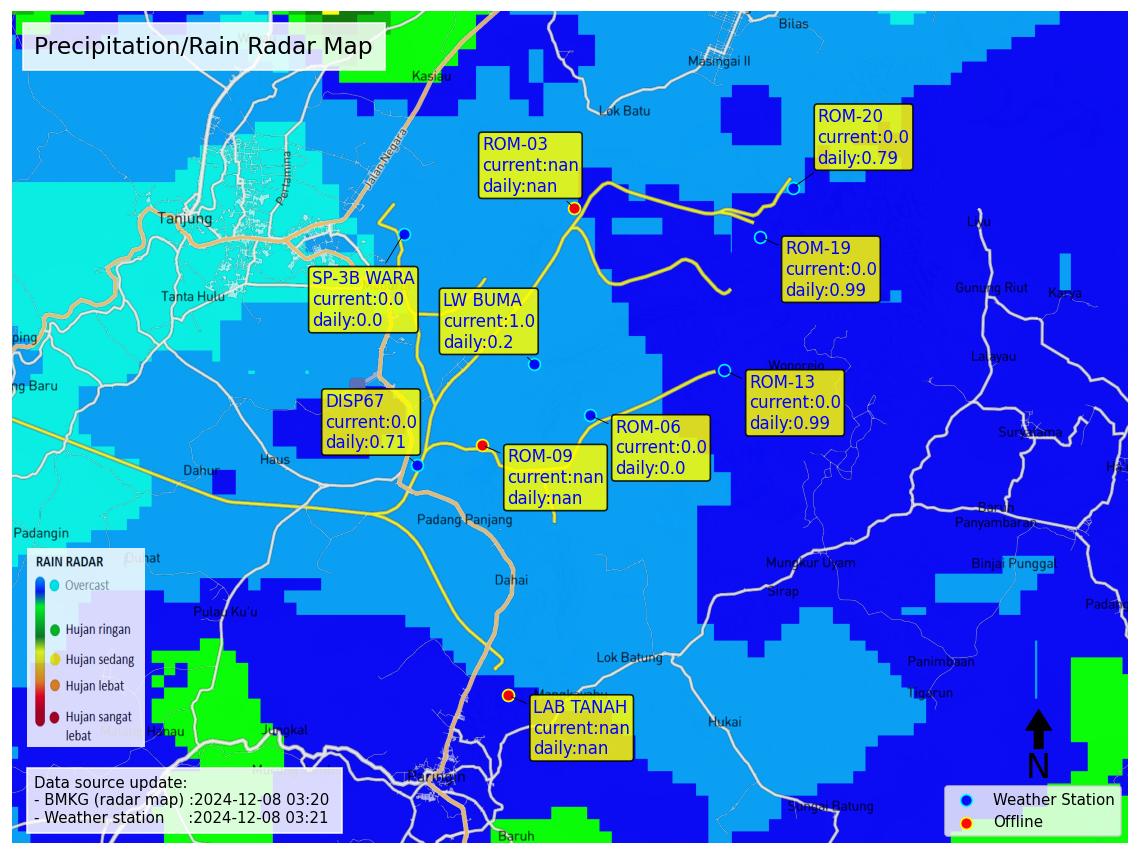 Precipitation/Rain Radar Map
Bilas
Masingai II
Kasiau
Lok Batu
Jalan Negara
Pertamina
ROM-20
current:0.0
daily:0.79
ROM-03
current:nan
daily:nan
Tanjung
Liyu
ROM-19
current:0.0
daily:0.99
SP-3B WARA
current:0.0
daily:0.0
LW BUMA
current:1.0
daily:0.2
Tanta Hulu
Gunung Riut
Karya
ping
Lalayau
Wonorejo
ng Baru
ROM-13
current:0.0
daily:0.99
DISP67
current:0.0
daily:0.71
ROM-06
current:0.0
daily:0.0
Suryatama
ROM-09
current:nan
daily:nan
Haus
Dahur
Padang Panjang
Baruh
Panyambaran
Padangin
RAIN RADAR
Overcast
Hujan ringan
Hujan sedang
Hujan lebat
Hujan sangat
lebat
Mungkur Uyam
Binjai Punggal
Dahai
Sirap
Padang
Pulau Ku'u
Lok Batung
Panimbaan
Tigarun
LAB TANAH
current:nan
daily:nan
Hukai
Jungkal
N
Paringin
Data source update:
- BMKG (radar map) :2024-12-08 03:20
- Weather station :2024-12-08 03:21
Sungai Batung
Baruh
Weather Station
Offline